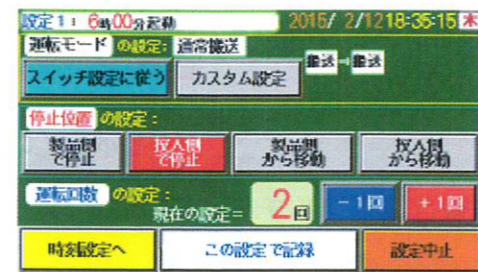 設定1: 6時00分起動 2015/ 2/12 18:35:15 木
運転モード の設定: 通常搬送
スイッチ設定に従う カスタム設定 搬送→搬送
停止位置 の設定:
製品側で停止 投入側で停止 製品側から移動 投入側から移動
運転回数 の設定:
現在の設定= 2回 -1回 +1回
時刻設定へ この設定で記録 設定中止